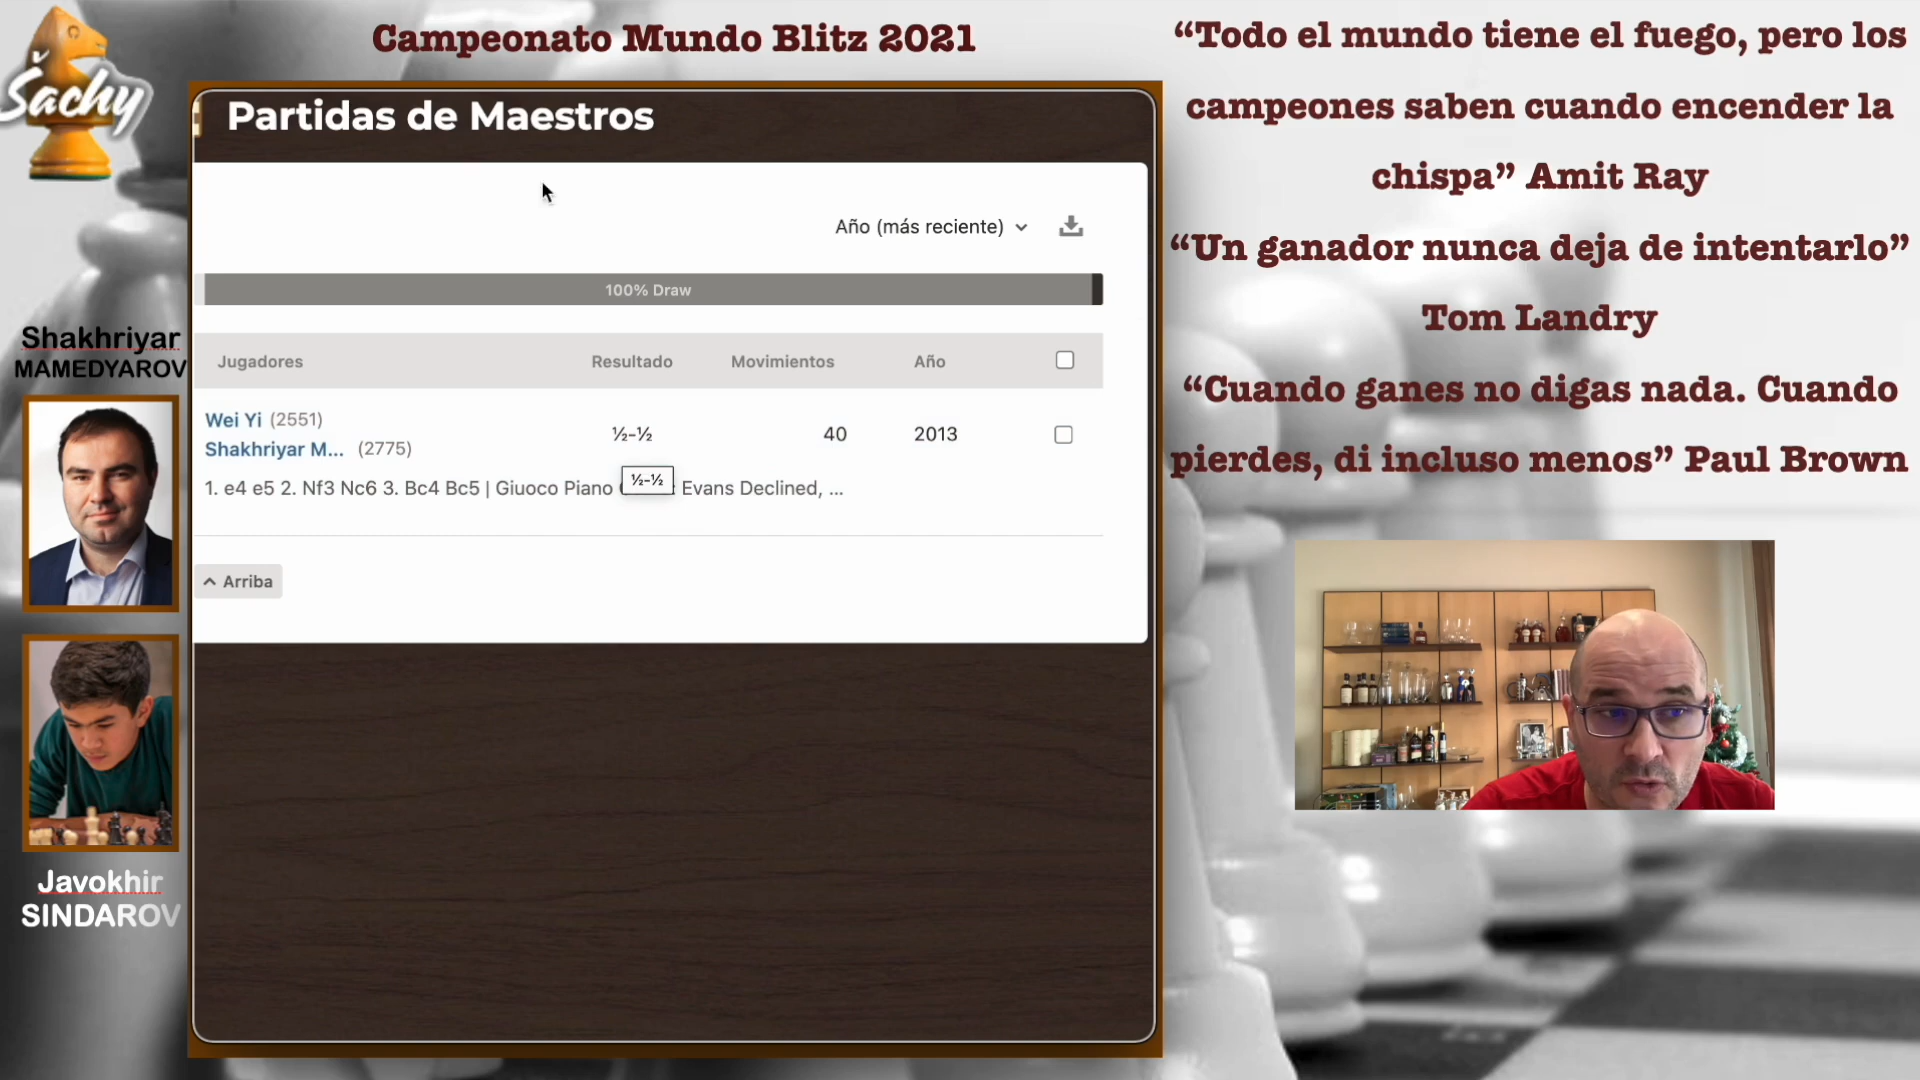 Campeonato Mundo Blitz 2021
Šachy
Partidas de Maestros
Año (más reciente)
100% Draw
Jugadores Resultado Movimientos Año
Wei Yi (2551)
Shakhriyar M... (2775)
½-½ 40 2013
½-½
1. e4 e5 2. Nf3 Nc6 3. Bc4 Bc5 | Giuoco Piano Evans Declined, ...
Arriba
Shakhriyar
MAMEDYAROV
Javokhir
SINDAROV
“Todo el mundo tiene el fuego, pero los
campeones saben cuando encender la
chispa” Amit Ray
“Un ganador nunca deja de intentarlo”
Tom Landry
“Cuando ganes no digas nada. Cuando
pierdes, di incluso menos” Paul Brown